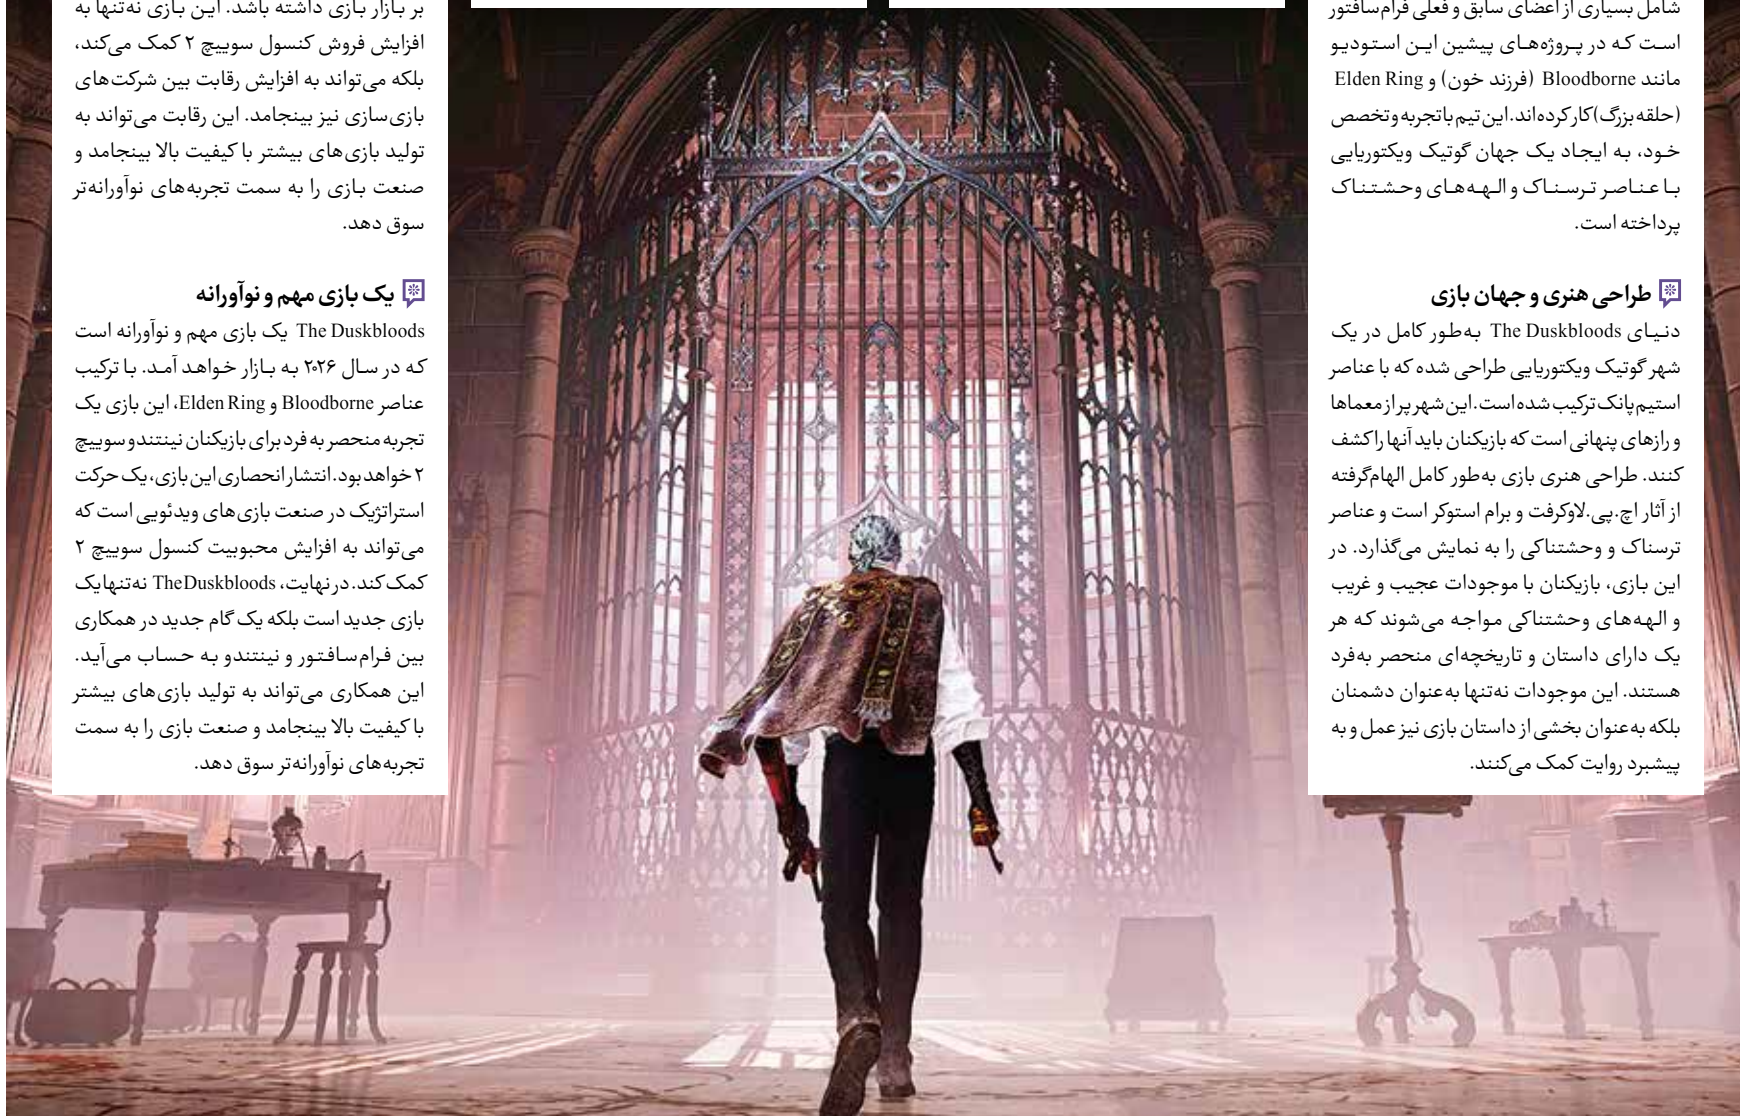 شامل بسیاری از اعضای سابق و فعلی فرام‌سافتور
است که در پروژه‌های پیشین این استودیو
مانند Bloodborne (فرزند خون) و Elden Ring
(حلقه بزرگ) کار کرده‌اند. این تیم با تجربه و تخصص
خود، به ایجاد یک جهان گوتیک ویکتوریایی
با عناصر ترسناک و الهه‌های وحشتناک
پرداخته است.
طراحی هنری و جهان بازی
دنیای The Duskbloods به‌طور کامل در یک
شهر گوتیک ویکتوریایی طراحی شده که با عناصر
استیم‌پانک ترکیب شده است. این شهر پر از معماها
و رازهای پنهانی است که بازیکنان باید آنها را کشف
کنند. طراحی هنری بازی به‌طور کامل الهام‌گرفته
از آثار اچ.پی.لاوکرفت و برام استوکر است و عناصر
ترسناک و وحشتناکی را به نمایش می‌گذارد. در
این بازی، بازیکنان با موجودات عجیب و غریب
و الهه‌های وحشتناکی مواجه می‌شوند که هر
یک دارای داستان و تاریخچه‌ای منحصر به‌فرد
هستند. این موجودات نه‌تنها به‌عنوان دشمنان
بلکه به‌عنوان بخشی از داستان بازی نیز عمل و به
پیشبرد روایت کمک می‌کنند.
بر بازار بازی داشته باشد. این بازی نه‌تنها به
افزایش فروش کنسول سوییچ ۲ کمک می‌کند،
بلکه می‌تواند به افزایش رقابت بین شرکت‌های
بازی‌سازی نیز بینجامد. این رقابت می‌تواند به
تولید بازی‌های بیشتر با کیفیت بالا بینجامد و
صنعت بازی را به سمت تجربه‌های نوآورانه‌تر
سوق دهد.
یک بازی مهم و نوآورانه
The Duskbloods یک بازی مهم و نوآورانه است
که در سال ۲۰۲۶ به بازار خواهد آمد. با ترکیب
عناصر Bloodborne و Elden Ring، این بازی یک
تجربه منحصر به فرد برای بازیکنان نینتندو سوییچ
۲ خواهد بود. انتشار انحصاری این بازی، یک حرکت
استراتژیک در صنعت بازی‌های ویدئویی است که
می‌تواند به افزایش محبوبیت کنسول سوییچ ۲
کمک کند. در نهایت، The Duskbloods نه‌تنها یک
بازی جدید است بلکه یک گام جدید در همکاری
بین فرام‌سافتور و نینتندو به حساب می‌آید.
این همکاری می‌تواند به تولید بازی‌های بیشتر
با کیفیت بالا بینجامد و صنعت بازی را به سمت
تجربه‌های نوآورانه‌تر سوق دهد.